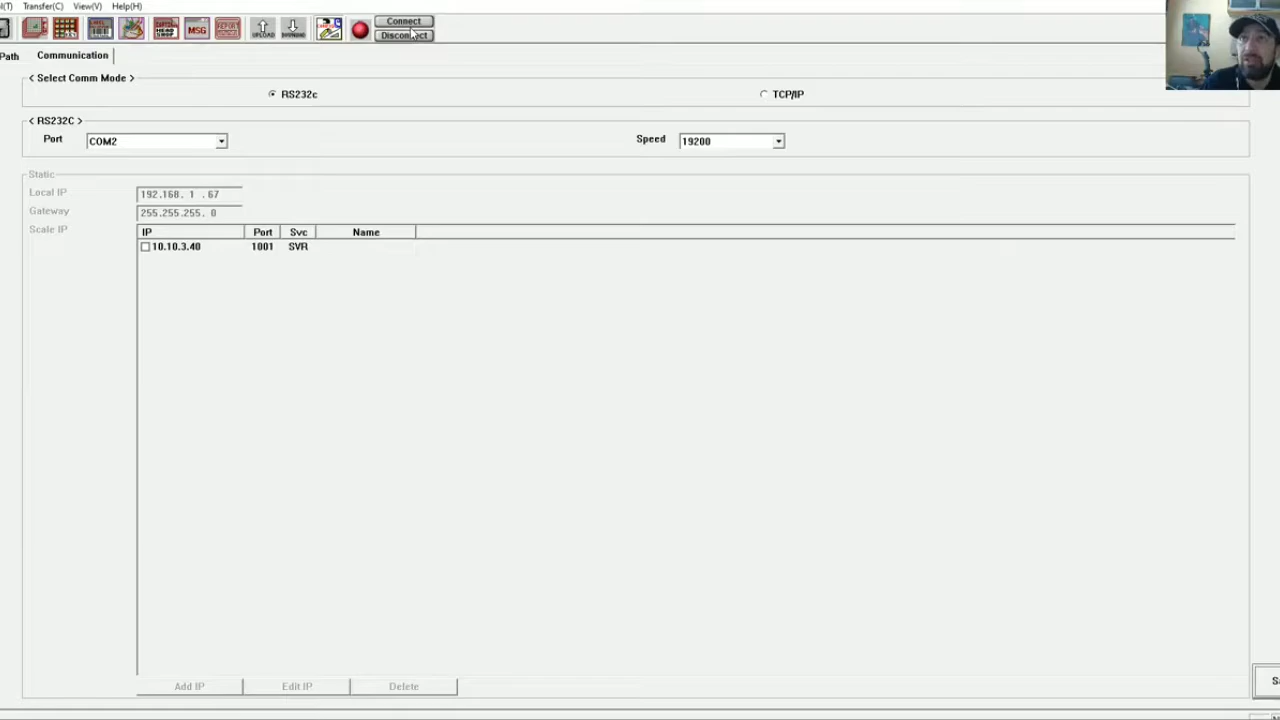 Transfer(C) View(V) Help(H)
MSG
UPLOAD
Connect
Disconnect
Path Communication
< Select Comm Mode >
RS232c TCP/IP
< RS232C >
Port COM2 Speed 19200
Static
Local IP 192.168. 1 .67
Gateway 255.255.255. 0
Scale IP
IP Port Svc Name
10.10.3.40 1001 SVR
Add IP Edit IP Delete